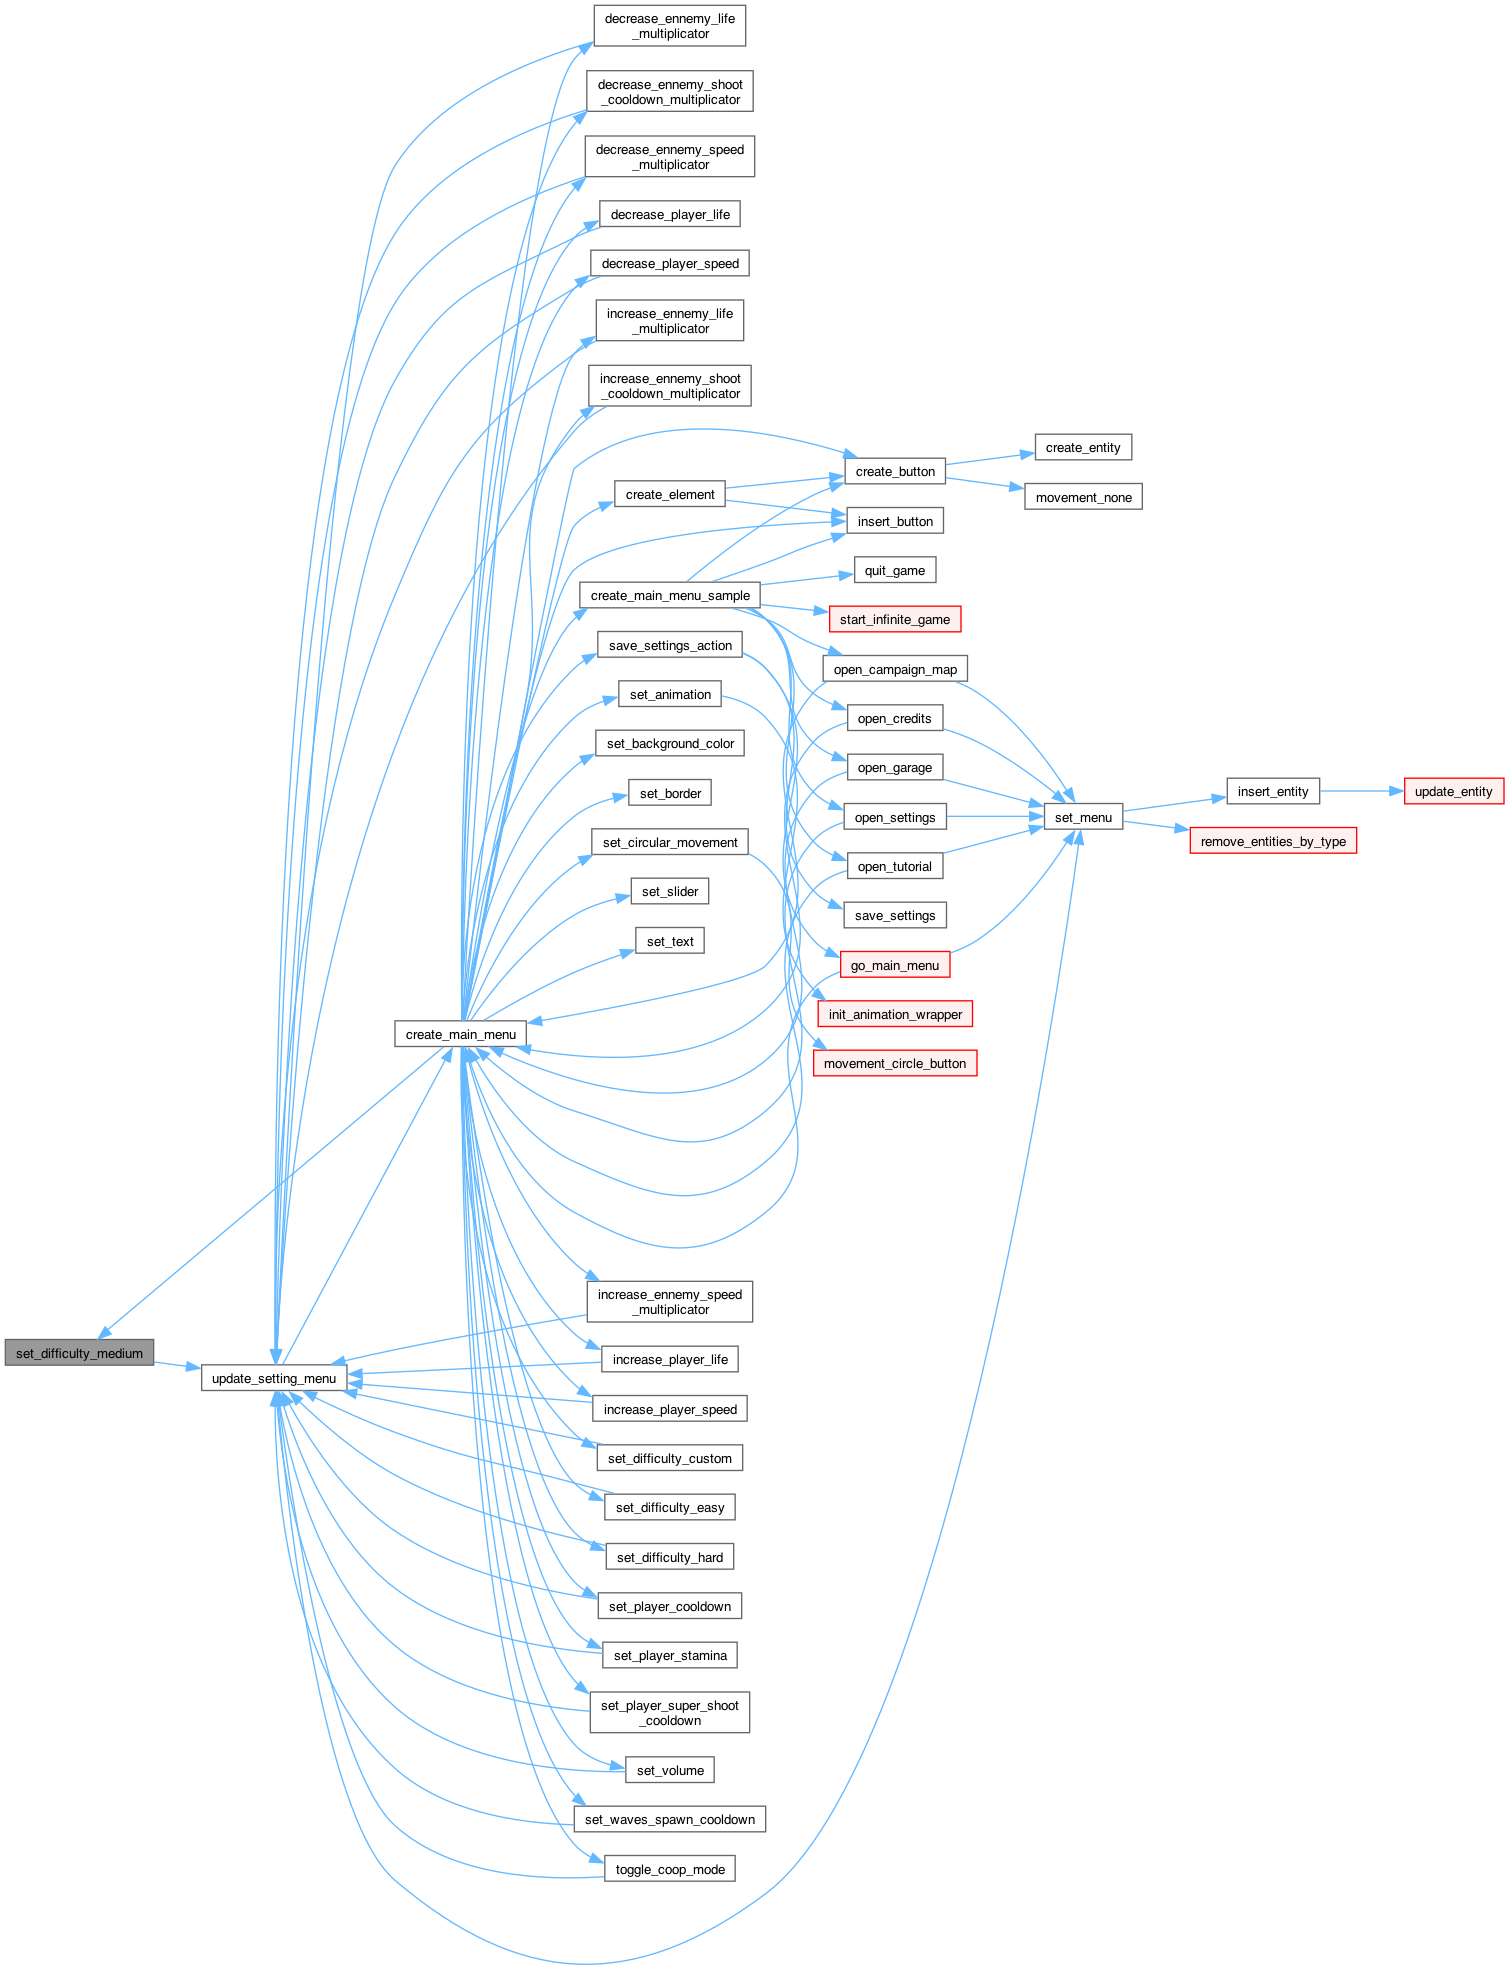 decrease_ennemy_life
_multiplicator
decrease_ennemy_shoot
_cooldown_multiplicator
decrease_ennemy_speed
_multiplicator
decrease_player_life
decrease_player_speed
increase_ennemy_life
_multiplicator
increase_ennemy_shoot
_cooldown_multiplicator
create_entity
create_button
create_element
movement_none
insert_button
quit_game
create_main_menu_sample
start_infinite_game
save_settings_action
open_campaign_map
set_animation
open_credits
set_background_color
open_garage
insert_entity
update_entity
set_border
open_settings
set_menu
set_circular_movement
remove_entities_by_type
open_tutorial
set_slider
save_settings
set_text
go_main_menu
init_animation_wrapper
create_main_menu
movement_circle_button
increase_ennemy_speed
_multiplicator
set_difficulty_medium
increase_player_life
update_setting_menu
increase_player_speed
set_difficulty_custom
set_difficulty_easy
set_difficulty_hard
set_player_cooldown
set_player_stamina
set_player_super_shoot
_cooldown
set_volume
set_waves_spawn_cooldown
toggle_coop_mode